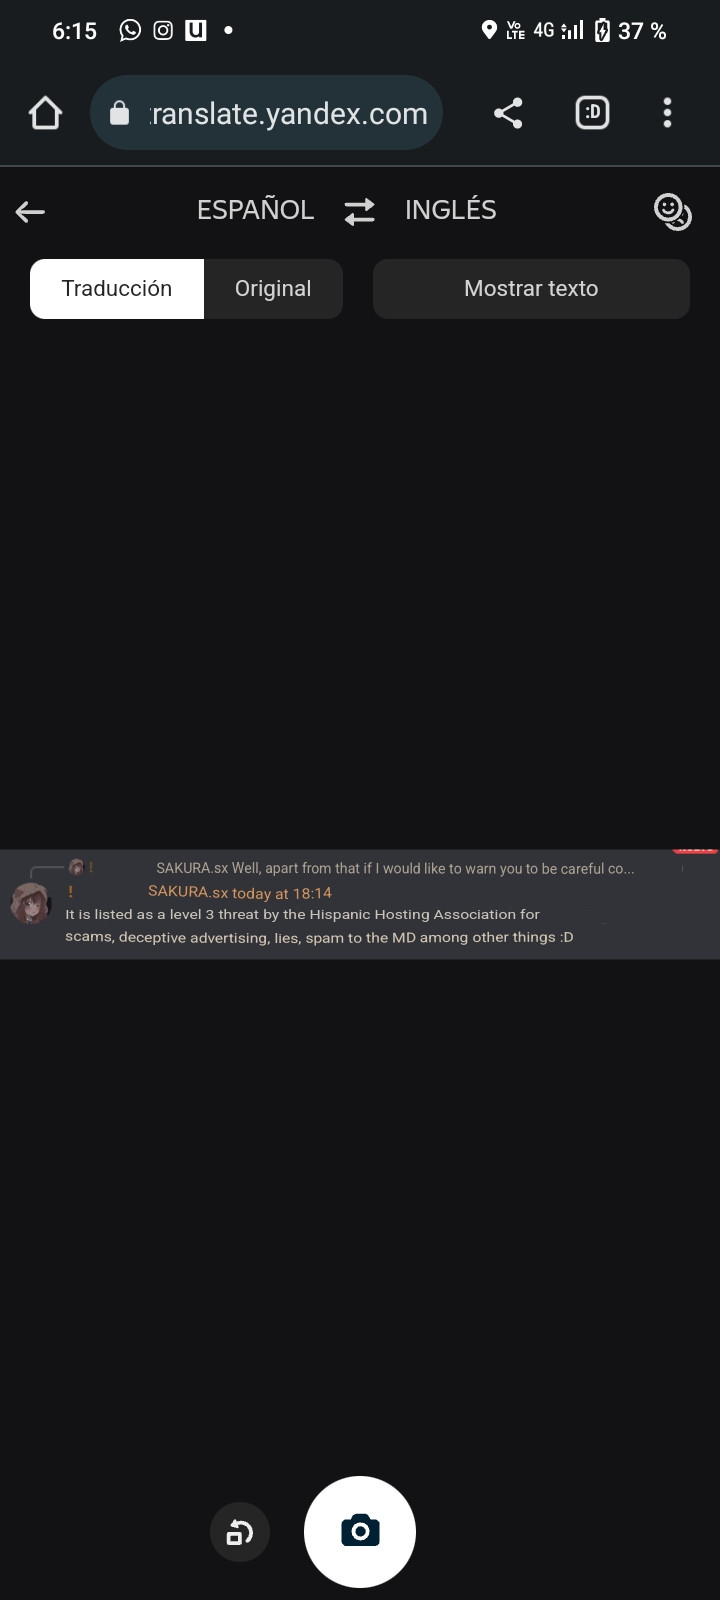 6:15
Vo LTE 4G 37 %
translate.yandex.com
:D
ESPAÑOL INGLÉS
Traducción Original Mostrar texto
! SAKURA.sx Well, apart from that if I would like to warn you to be careful co...
! SAKURA.sx today at 18:14
It is listed as a level 3 threat by the Hispanic Hosting Association for
scams, deceptive advertising, lies, spam to the MD among other things :D